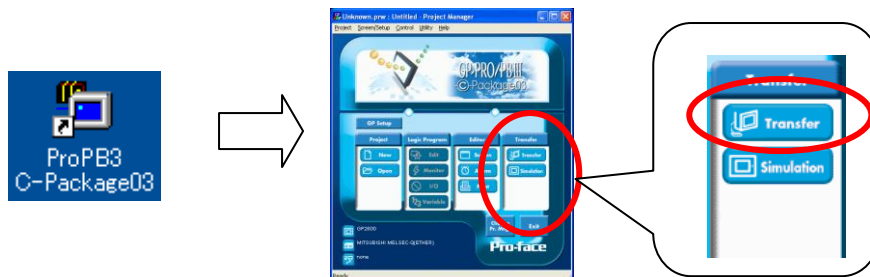 ProPB3
C-Package03
Unknown.prw : Untitled - Project Manager
Project Screen/Setup Control Utility Help
GP-PRO/PBIII
C-Package03
GP Setup
Project
New
Open
Logic Program
Edit
Monitor
I/O
Variable
Editor
Transfer
Transfer
Simulation
Exit
GP2000
MITSUBISHI MELSEC-Q(ETHER)
none
Pro-face
Ready
Transfer
Transfer
Simulation